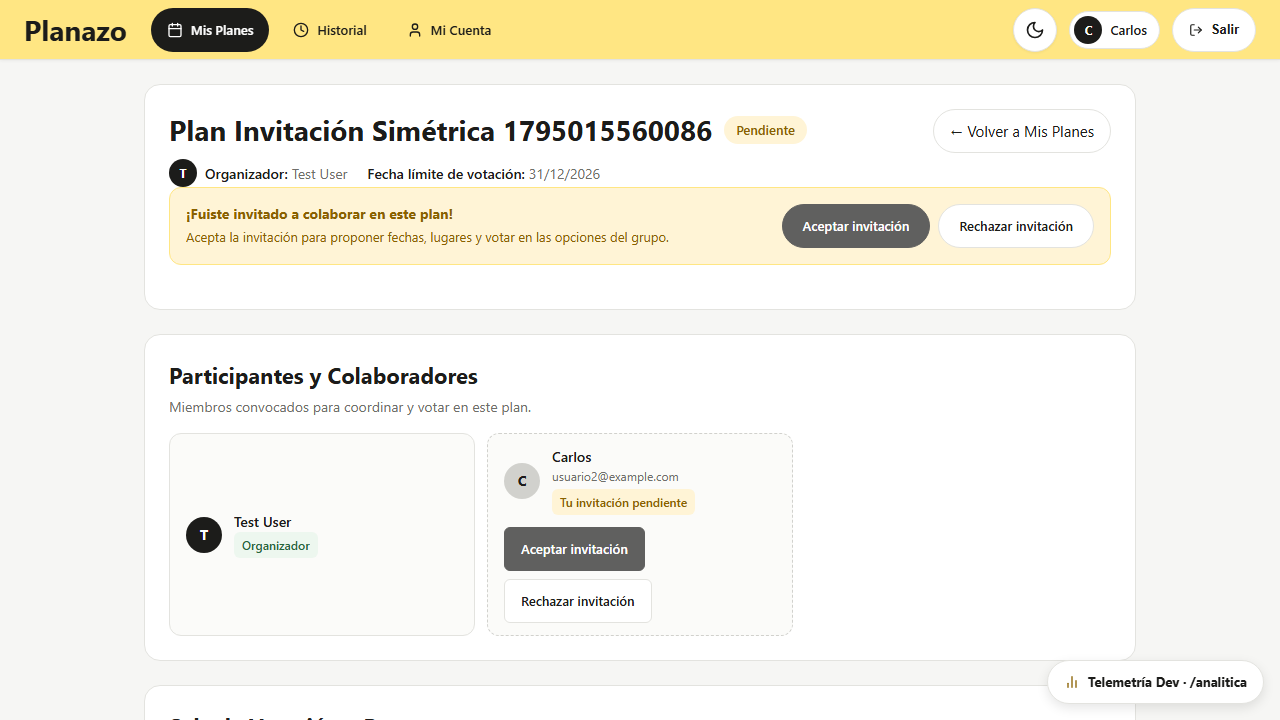 Planazo
Mis Planes
Historial
Mi Cuenta
C
Carlos
Salir
Plan Invitación Simétrica 1795015560086
Pendiente
← Volver a Mis Planes
T
Organizador: Test User
Fecha límite de votación: 31/12/2026
¡Fuiste invitado a colaborar en este plan!
Acepta la invitación para proponer fechas, lugares y votar en las opciones del grupo.
Aceptar invitación
Rechazar invitación
Participantes y Colaboradores
Miembros convocados para coordinar y votar en este plan.
T
Test User
Organizador
C
Carlos
usuario2@example.com
Tu invitación pendiente
Aceptar invitación
Rechazar invitación
Telemetría Dev · /analitica